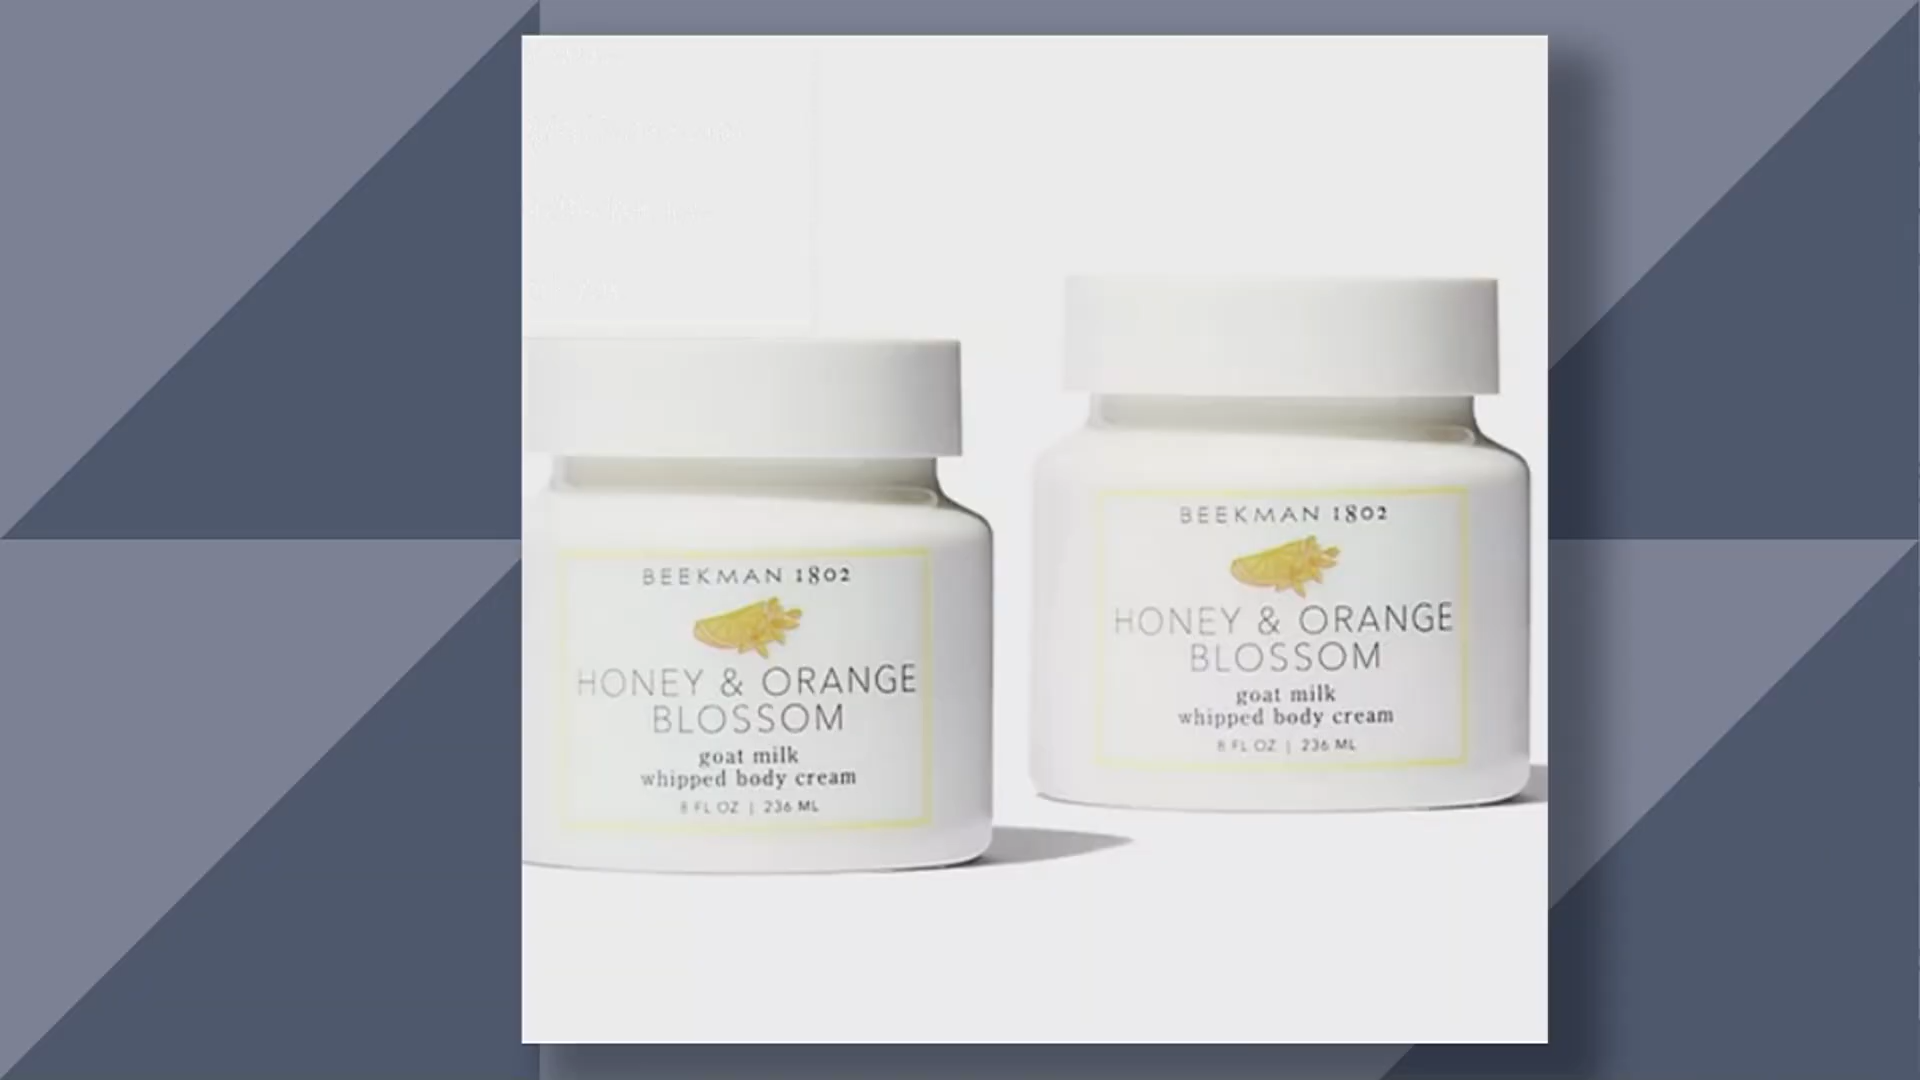 BEEKMAN 1802
HONEY & ORANGE
BLOSSOM
goat milk
whipped body cream
8 FL OZ | 236 ML
BEEKMAN 1802
HONEY & ORANGE
BLOSSOM
goat milk
whipped body cream
8 FL OZ | 236 ML